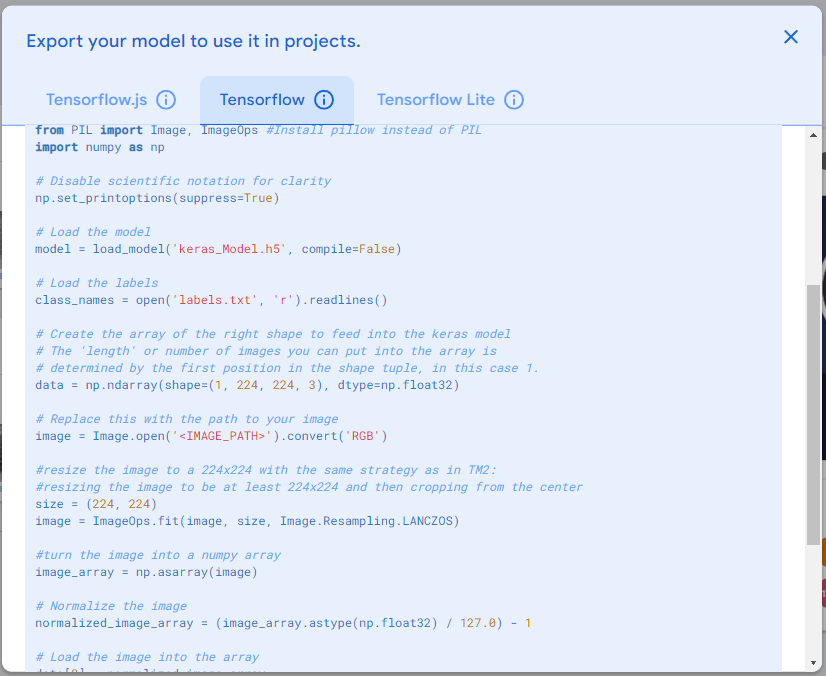 Export your model to use it in projects.
Tensorflow.js
Tensorflow
Tensorflow Lite
from PIL import Image, ImageOps #Install pillow instead of PIL
import numpy as np
# Disable scientific notation for clarity
np.set_printoptions(suppress=True)
# Load the model
model = load_model('keras_Model.h5', compile=False)
# Load the labels
class_names = open('labels.txt', 'r').readlines()
# Create the array of the right shape to feed into the keras model
# The 'length' or number of images you can put into the array is
# determined by the first position in the shape tuple, in this case 1.
data = np.ndarray(shape=(1, 224, 224, 3), dtype=np.float32)
# Replace this with the path to your image
image = Image.open('<IMAGE_PATH>').convert('RGB')
#resize the image to a 224x224 with the same strategy as in TM2:
#resizing the image to be at least 224x224 and then cropping from the center
size = (224, 224)
image = ImageOps.fit(image, size, Image.Resampling.LANCZOS)
#turn the image into a numpy array
image_array = np.asarray(image)
# Normalize the image
normalized_image_array = (image_array.astype(np.float32) / 127.0) - 1
# Load the image into the array